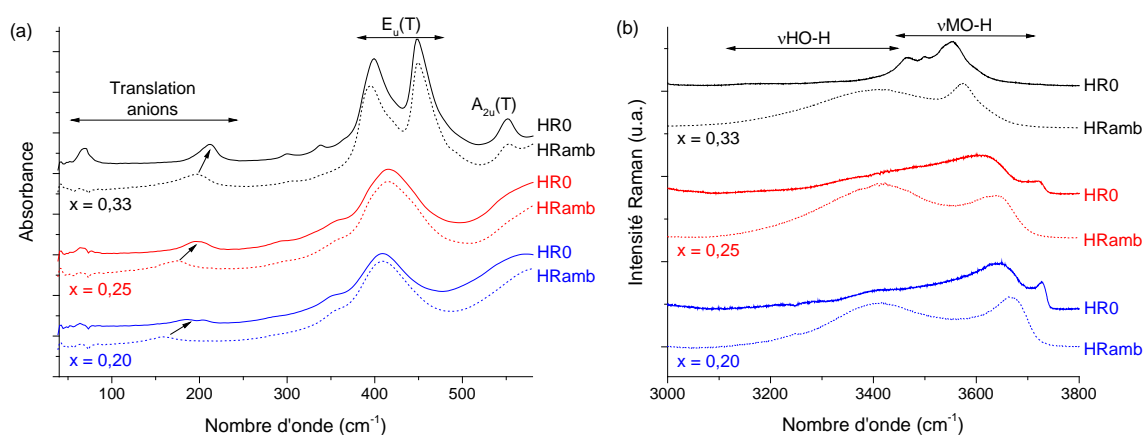 (a)
E_u(T)
Translation
anions
A_2u(T)
HR0
HRamb
x = 0,33
HR0
HRamb
x = 0,25
HR0
HRamb
x = 0,20
Absorbance
100
200
300
400
500
Nombre d'onde (cm⁻¹)
(b)
νHO-H
νMO-H
HR0
HRamb
x = 0,33
HR0
HRamb
x = 0,25
HR0
HRamb
x = 0,20
Intensité Raman (u.a.)
3000
3200
3400
3600
3800
Nombre d'onde (cm⁻¹)